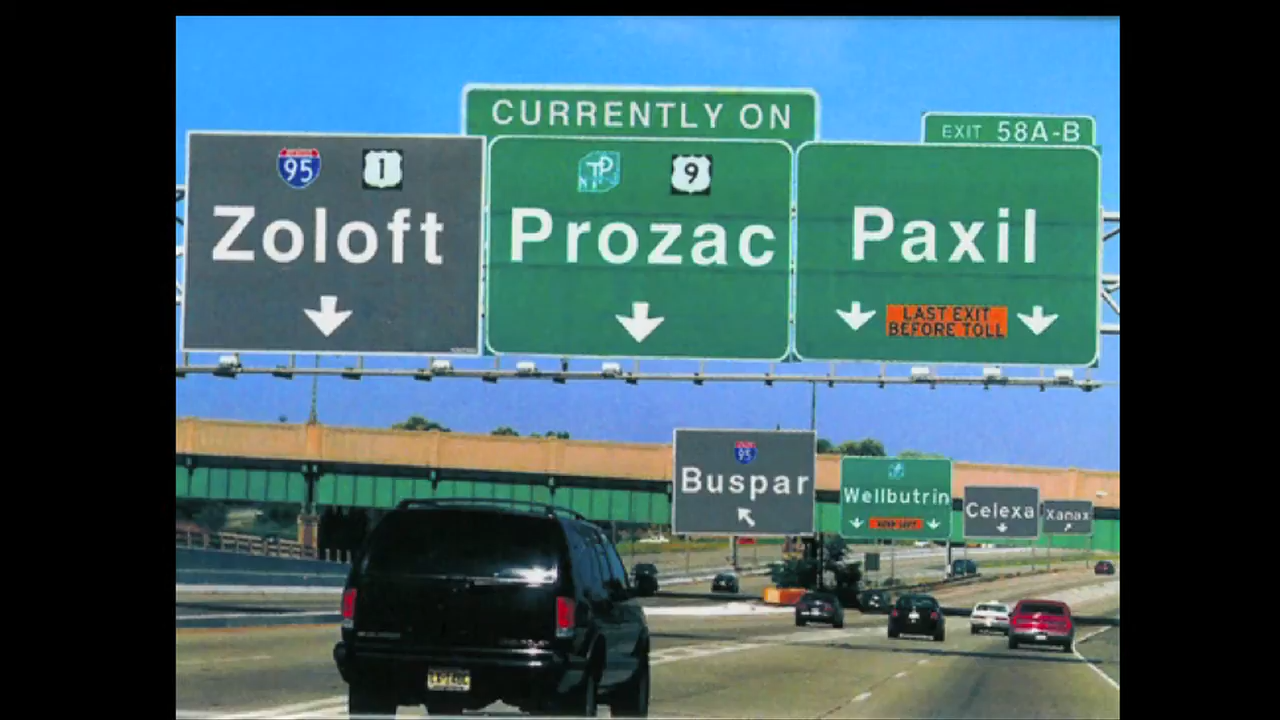 CURRENTLY ON
EXIT 58A-B
95
1
Zoloft
NJTP
9
Prozac
Paxil
LAST EXIT
BEFORE TOLL
95
Buspar
Wellbutrin
Celexa
Xanax